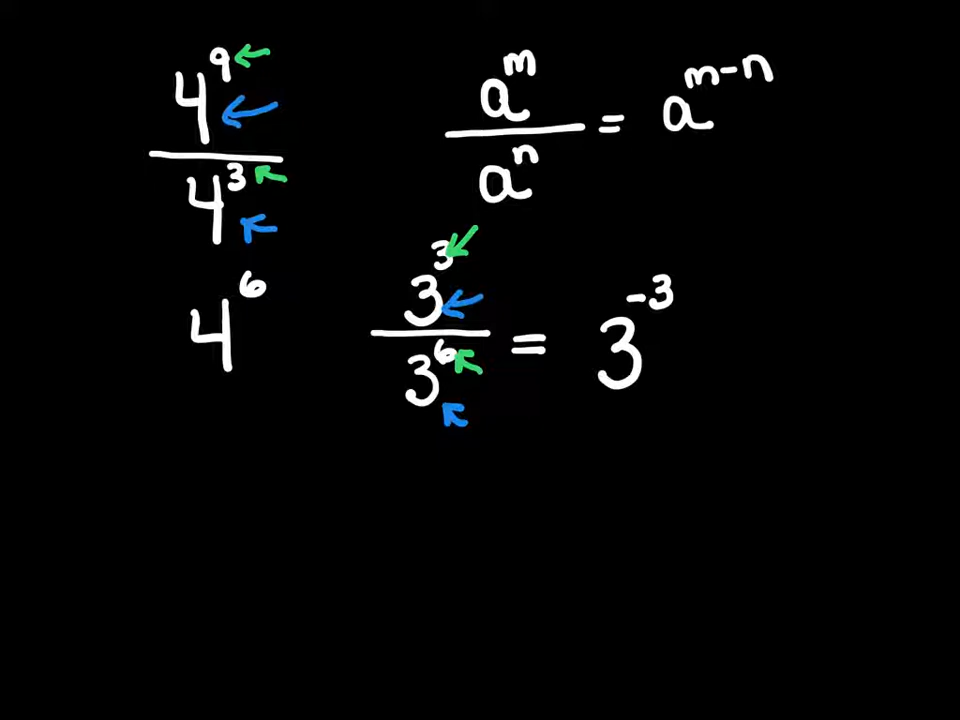 4^9 / 4^3
4^6
a^m / a^n = a^{m-n}
3^3 / 3^6 = 3^{-3}